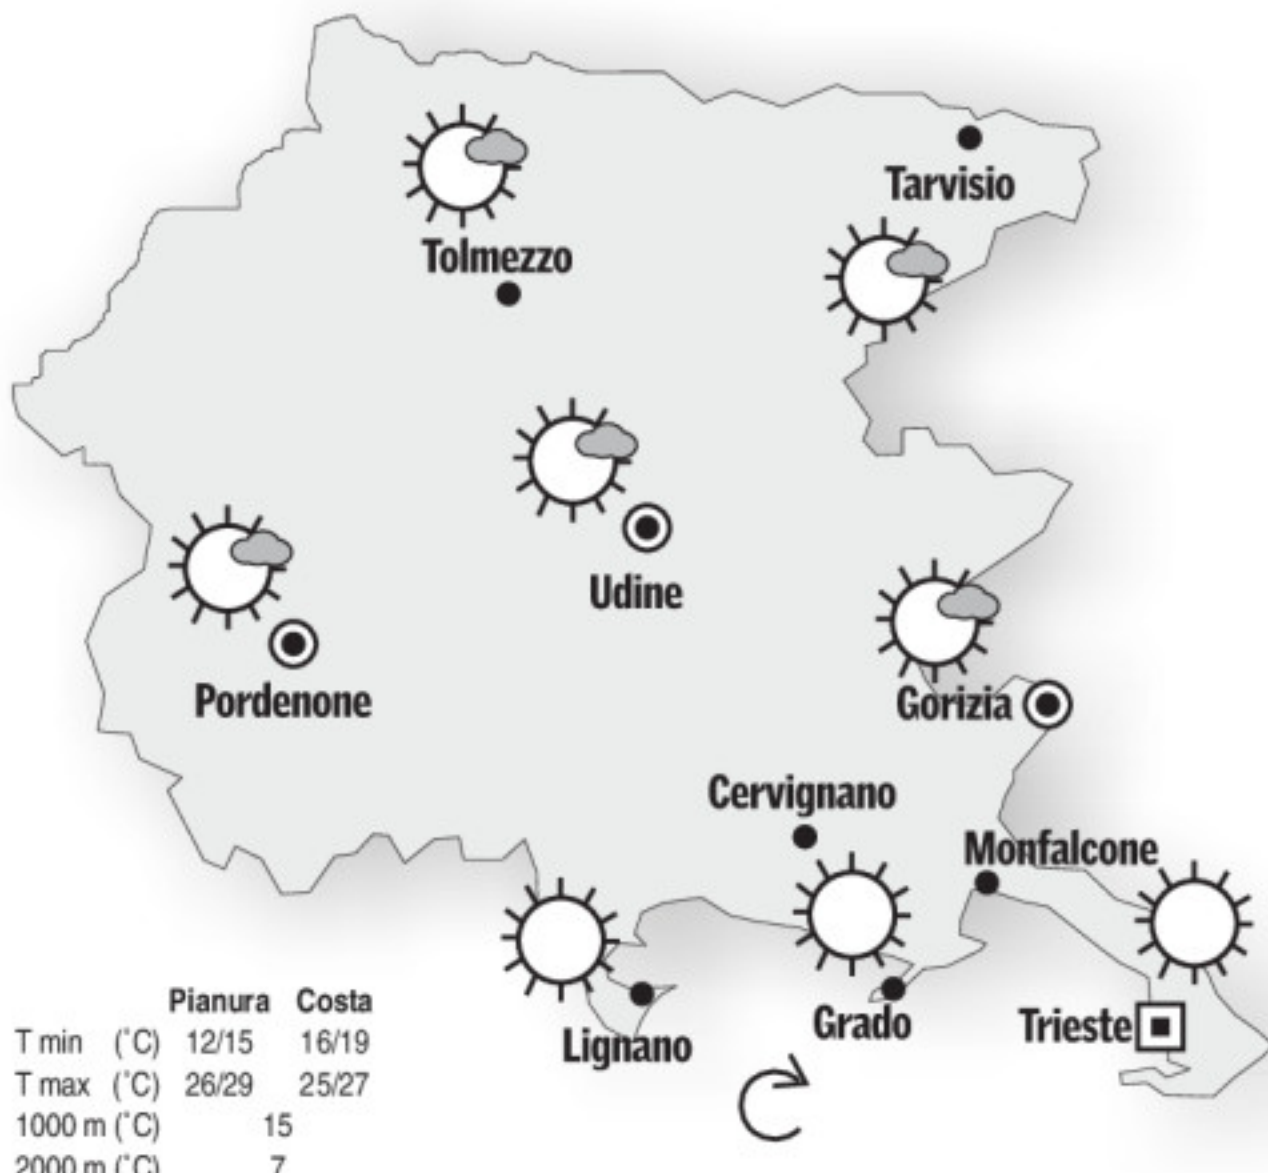 Tarvisio
Tolmezzo
Udine
Pordenone
Gorizia
Cervignano
Monfalcone
Grado
Trieste
Lignano
Pianura Costa
T min (°C) 12/15 16/19
T max (°C) 26/29 25/27
1000 m (°C) 15
2000 m (°C) 7